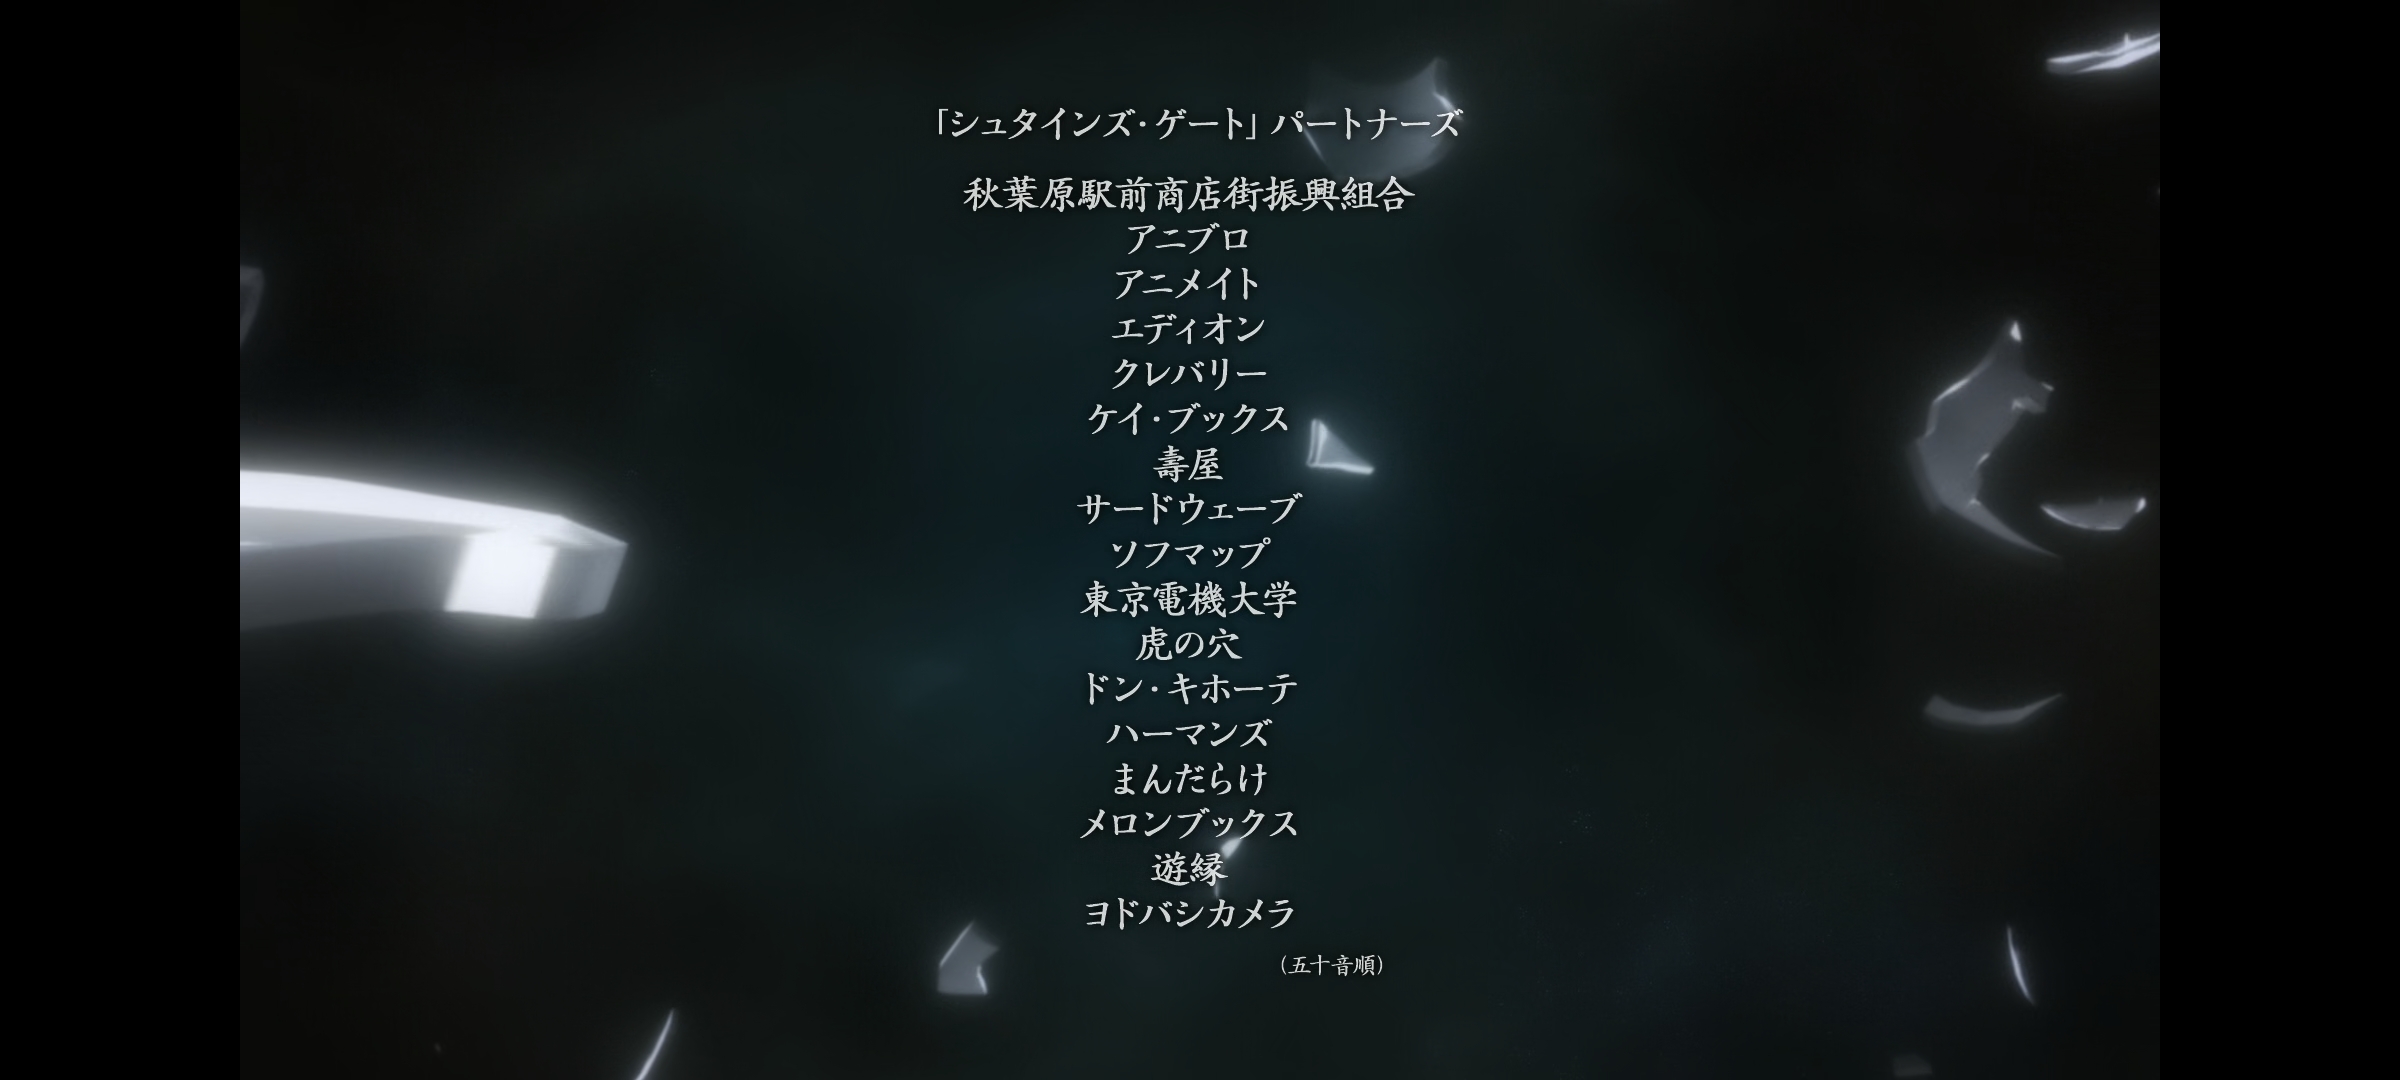 「シュタインズ・ゲート」パートナーズ
秋葉原駅前商店街振興組合
アニブロ
アニメイト
エディオン
クレバリー
ケイ・ブックス
壽屋
サードウェーブ
ソフマップ
東京電機大学
虎の穴
ドン・キホーテ
ハーマンズ
まんだらけ
メロンブックス
遊縁
ヨドバシカメラ
（五十音順）